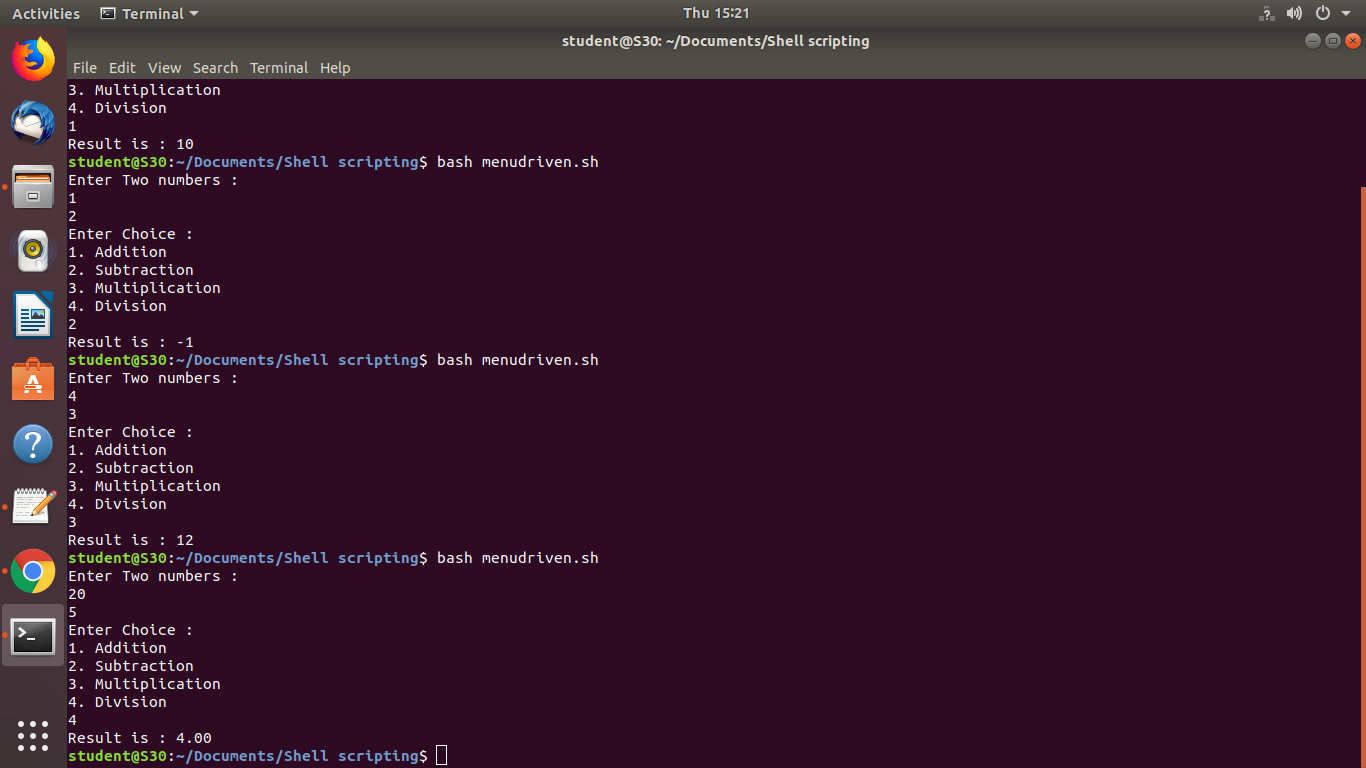 Activities Terminal Thu 15:21
student@S30: ~/Documents/Shell scripting
File Edit View Search Terminal Help
3. Multiplication
4. Division
1
Result is : 10
student@S30:~/Documents/Shell scripting$ bash menudriven.sh
Enter Two numbers :
1
2
Enter Choice :
1. Addition
2. Subtraction
3. Multiplication
4. Division
2
Result is : -1
student@S30:~/Documents/Shell scripting$ bash menudriven.sh
Enter Two numbers :
4
3
Enter Choice :
1. Addition
2. Subtraction
3. Multiplication
4. Division
3
Result is : 12
student@S30:~/Documents/Shell scripting$ bash menudriven.sh
Enter Two numbers :
20
5
Enter Choice :
1. Addition
2. Subtraction
3. Multiplication
4. Division
4
Result is : 4.00
student@S30:~/Documents/Shell scripting$